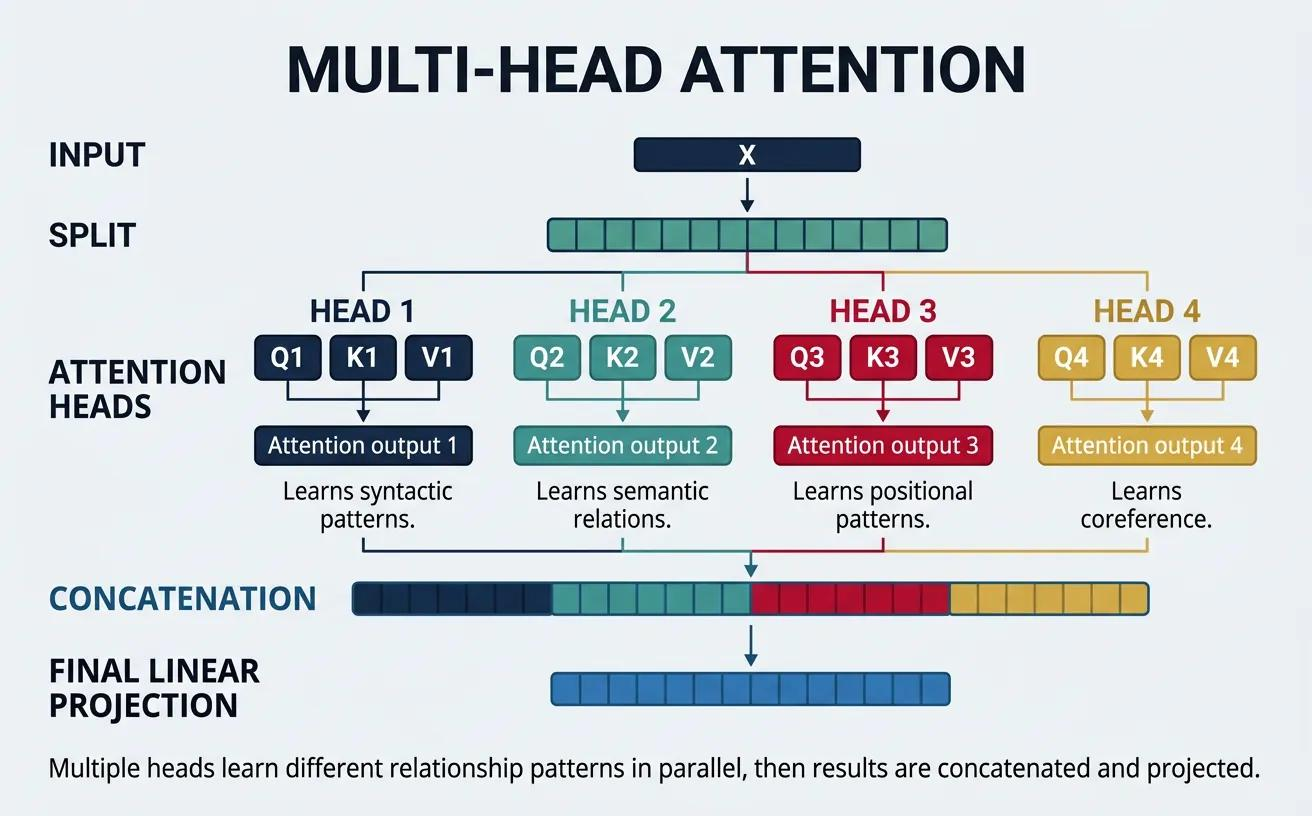 MULTI-HEAD ATTENTION
INPUT
X
SPLIT
HEAD 1
HEAD 2
HEAD 3
HEAD 4
ATTENTION
HEADS
Q1 K1 V1
Q2 K2 V2
Q3 K3 V3
Q4 K4 V4
Attention output 1
Attention output 2
Attention output 3
Attention output 4
Learns syntactic
patterns.
Learns semantic
relations.
Learns positional
patterns.
Learns
coreference.
CONCATENATION
FINAL LINEAR
PROJECTION
Multiple heads learn different relationship patterns in parallel, then results are concatenated and projected.